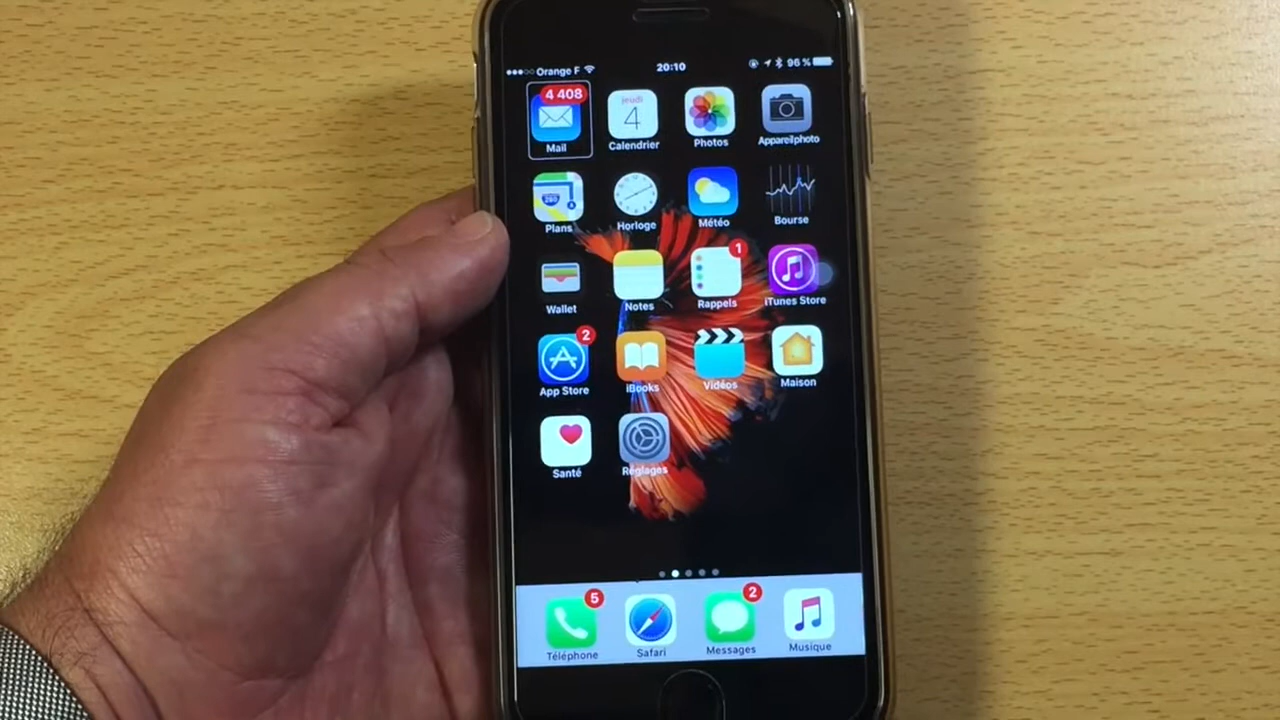 Orange F 20:10 96 %
4 408
Mail
jeudi
4
Calendrier
Photos
Appareil photo
280
Plans
Horloge
Météo
Bourse
Wallet
Notes
1
Rappels
iTunes Store
2
App Store
iBooks
Vidéos
Maison
Santé
Réglages
5
Téléphone
Safari
2
Messages
Musique